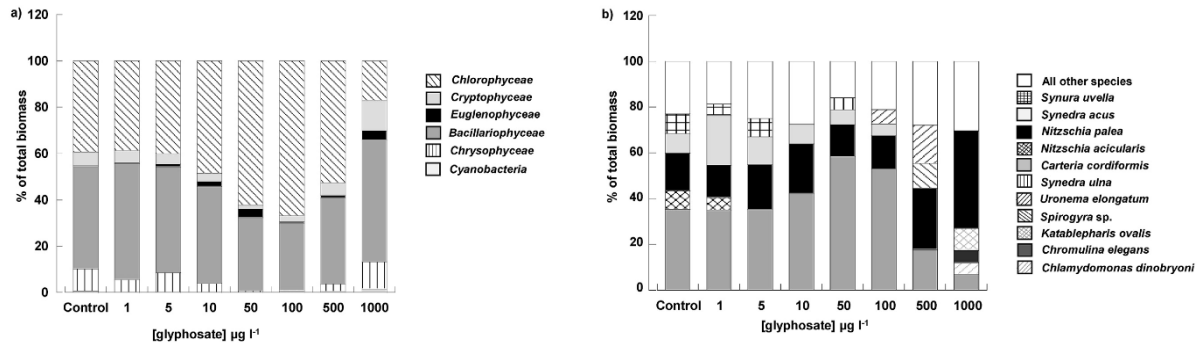 a)
120
100
80
60
40
20
0
% of total biomass
Control 1 5 10 50 100 500 1000
[glyphosate] µg l-1
Chlorophyceae
Cryptophyceae
Euglenophyceae
Bacillariophyceae
Chrysophyceae
Cyanobacteria
b)
120
100
80
60
40
20
0
% of total biomass
Control 1 5 10 50 100 500 1000
[glyphosate] µg l-1
All other species
Synura uvella
Synedra acus
Nitzschia palea
Nitzschia acicularis
Carteria cordiformis
Synedra ulna
Uronema elongatum
Spirogyra sp.
Katablepharis ovalis
Chromulina elegans
Chlamydomonas dinobryoni